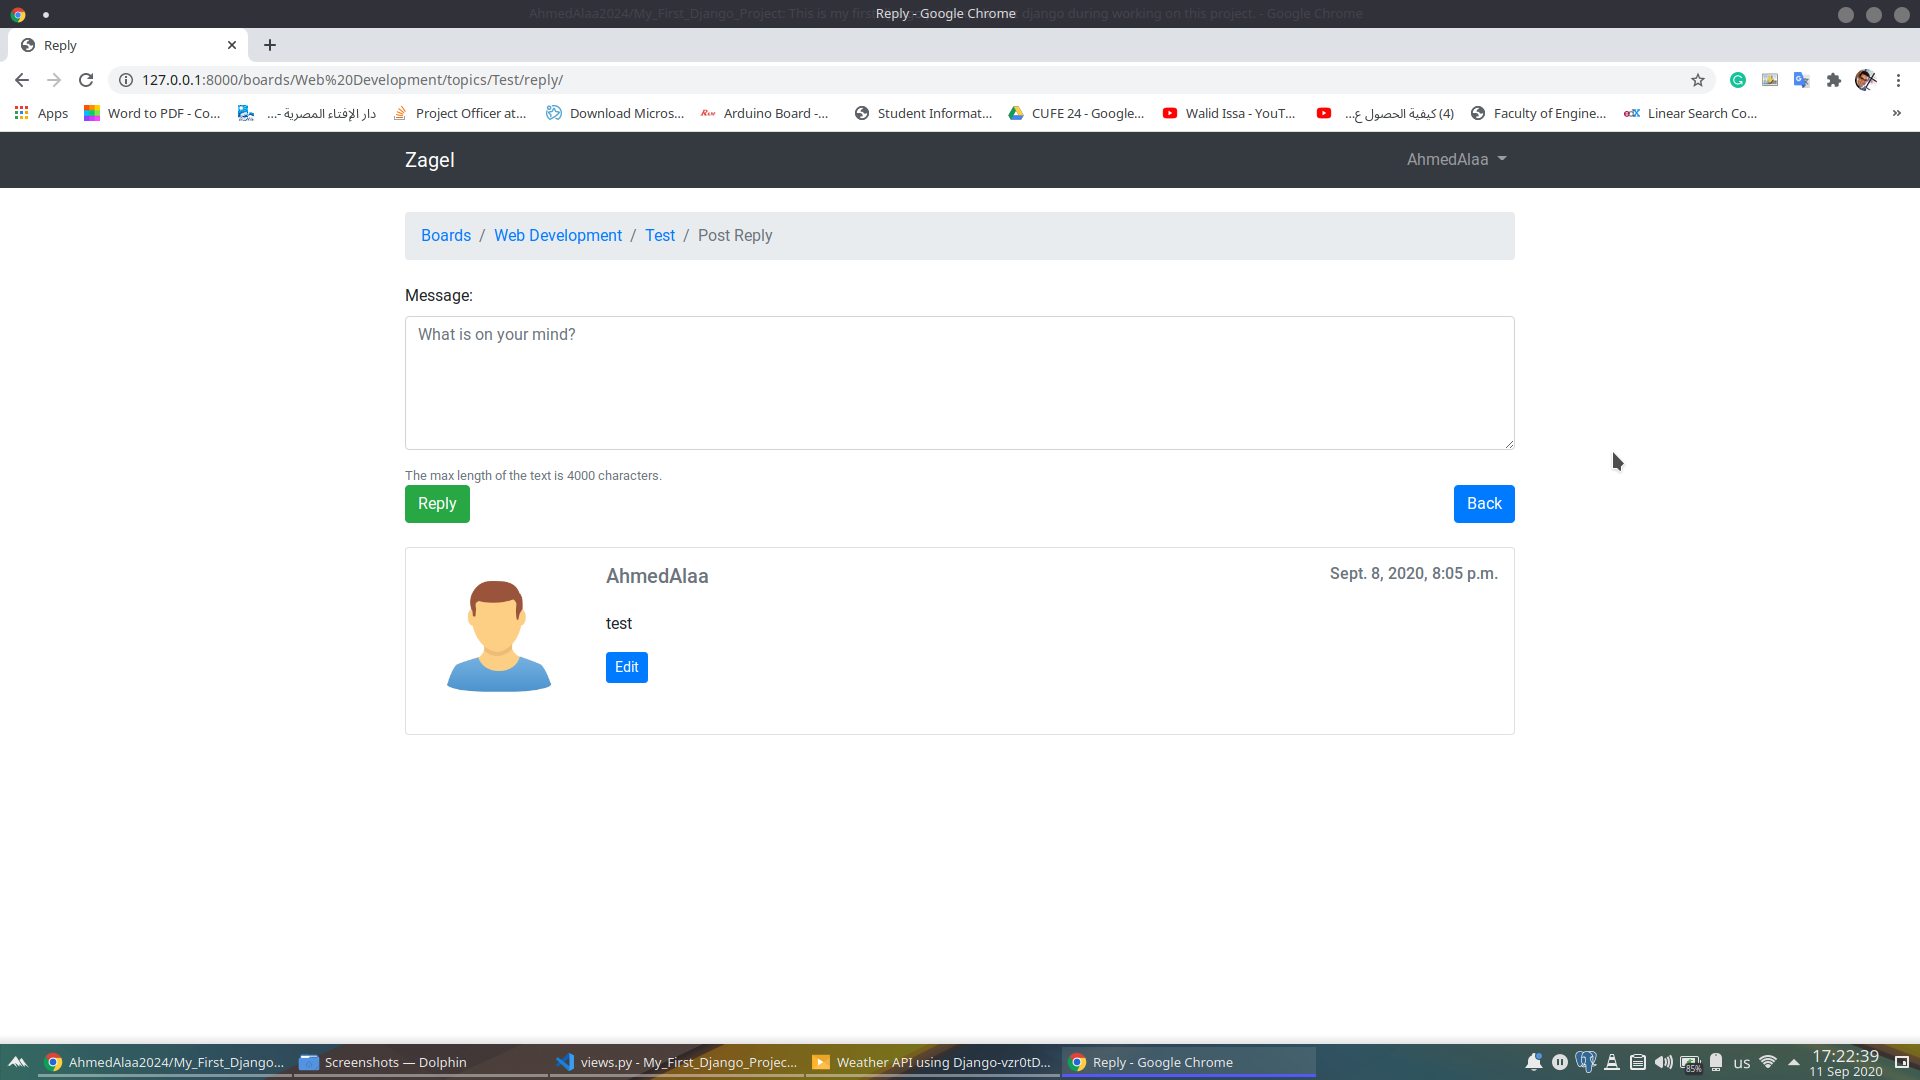 AhmedAlaa2024/My_First_Django_Project: This is my firs
Reply - Google Chrome
django during working on this project. - Google Chrome
Reply
127.0.0.1:8000/boards/Web%20Development/topics/Test/reply/
Apps
Word to PDF - Co...
دار الإفتاء المصرية -...
Project Officer at...
Download Micros...
Arduino Board -...
Student Informat...
CUFE 24 - Google...
Walid Issa - YouT...
(4) كيفية الحصول ع...
Faculty of Engine...
edX
Linear Search Co...
»
Zagel
AhmedAlaa
Boards / Web Development / Test / Post Reply
Message:
What is on your mind?
The max length of the text is 4000 characters.
Reply
Back
AhmedAlaa
Sept. 8, 2020, 8:05 p.m.
test
Edit
AhmedAlaa2024/My_First_Django...
Screenshots — Dolphin
views.py - My_First_Django_Projec...
Weather API using Django-vzr0tD...
Reply - Google Chrome
85%
us
17:22:39
11 Sep 2020